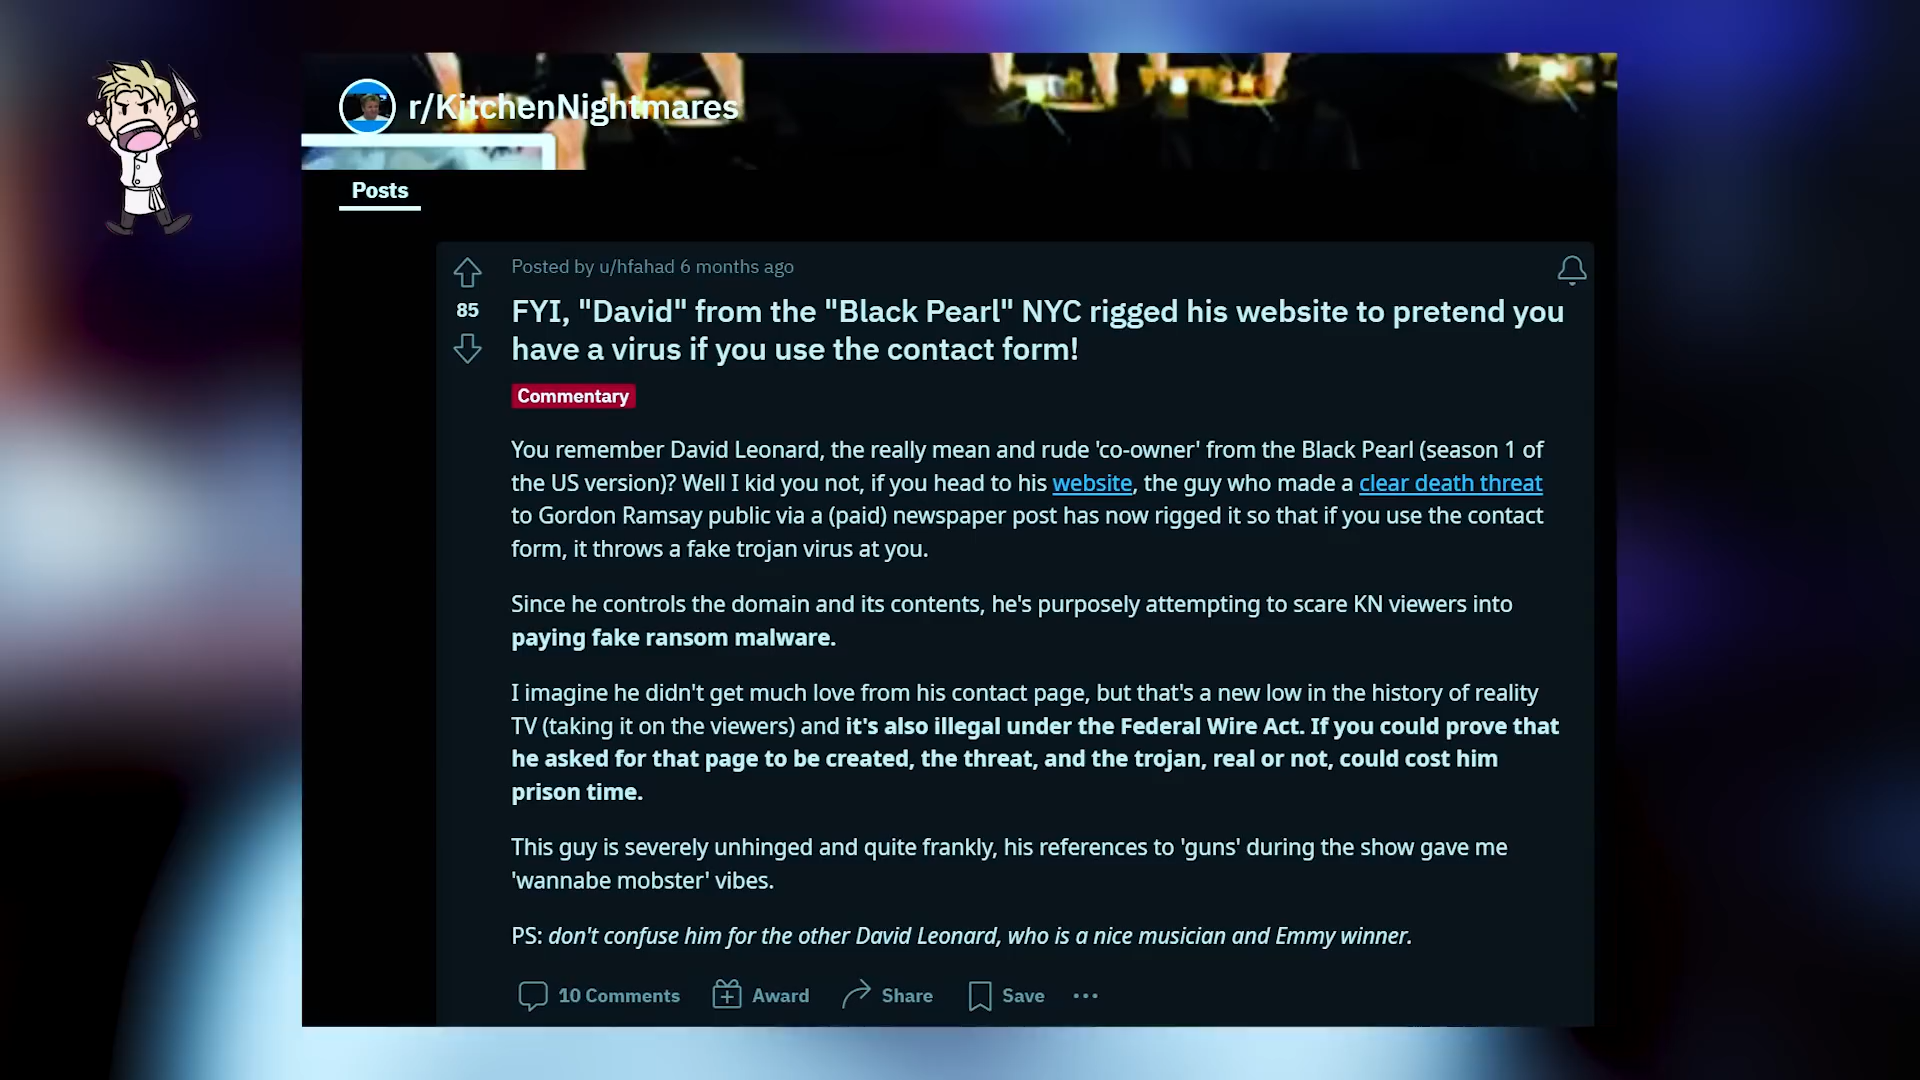 r/KitchenNightmares
Posts
Posted by u/hfahad 6 months ago
85
FYI, "David" from the "Black Pearl" NYC rigged his website to pretend you
have a virus if you use the contact form!
Commentary
You remember David Leonard, the really mean and rude 'co-owner' from the Black Pearl (season 1 of
the US version)? Well I kid you not, if you head to his website, the guy who made a clear death threat
to Gordon Ramsay public via a (paid) newspaper post has now rigged it so that if you use the contact
form, it throws a fake trojan virus at you.
Since he controls the domain and its contents, he's purposely attempting to scare KN viewers into
paying fake ransom malware.
I imagine he didn't get much love from his contact page, but that's a new low in the history of reality
TV (taking it on the viewers) and it's also illegal under the Federal Wire Act. If you could prove that
he asked for that page to be created, the threat, and the trojan, real or not, could cost him
prison time.
This guy is severely unhinged and quite frankly, his references to 'guns' during the show gave me
'wannabe mobster' vibes.
PS: don't confuse him for the other David Leonard, who is a nice musician and Emmy winner.
10 Comments Award Share Save